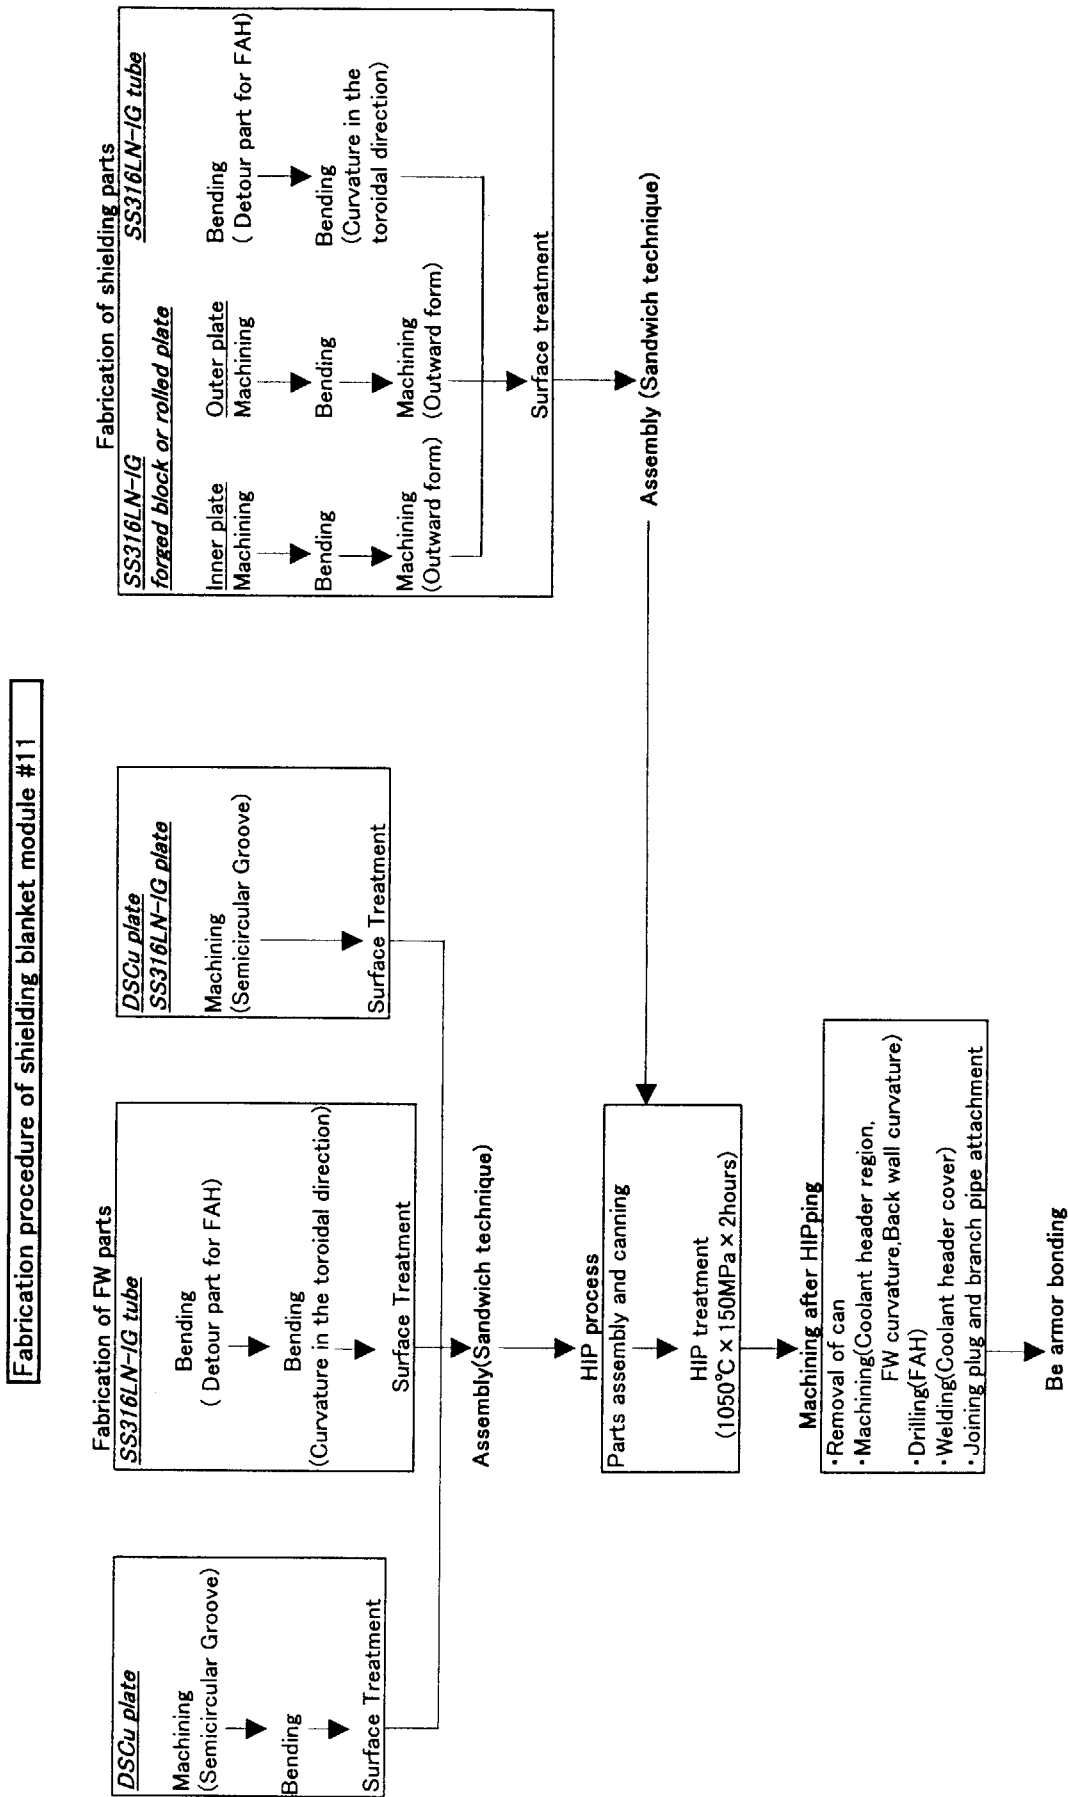 Fabrication procedure of shielding blanket module #11
DSCu plate
Machining
(Semicircular Groove)
Bending
Surface Treatment
Fabrication of FW parts
SS316LN-IG tube
Bending
( Detour part for FAH)
Bending
(Curvature in the toroidal direction)
Surface Treatment
DSCu plate
SS316LN-IG plate
Machining
(Semicircular Groove)
Surface Treatment
Assembly(Sandwich technique)
Fabrication of shielding parts
SS316LN-IG
forged block or rolled plate
Inner plate
Machining
Bending
Machining
(Outward form)
Outer plate
Machining
Bending
Machining
(Outward form)
SS316LN-IG tube
Bending
( Detour part for FAH)
Bending
(Curvature in the
toroidal direction)
Surface treatment
Assembly (Sandwich technique)
HIP process
Parts assembly and canning
HIP treatment
(1050℃×150MPa×2hours)
Machining after HIPping
・Removal of can
・Machining(Coolant header region,
FW curvature,Back wall curvature)
・Drilling(FAH)
・Welding(Coolant header cover)
・Joining plug and branch pipe attachment
Be armor bonding